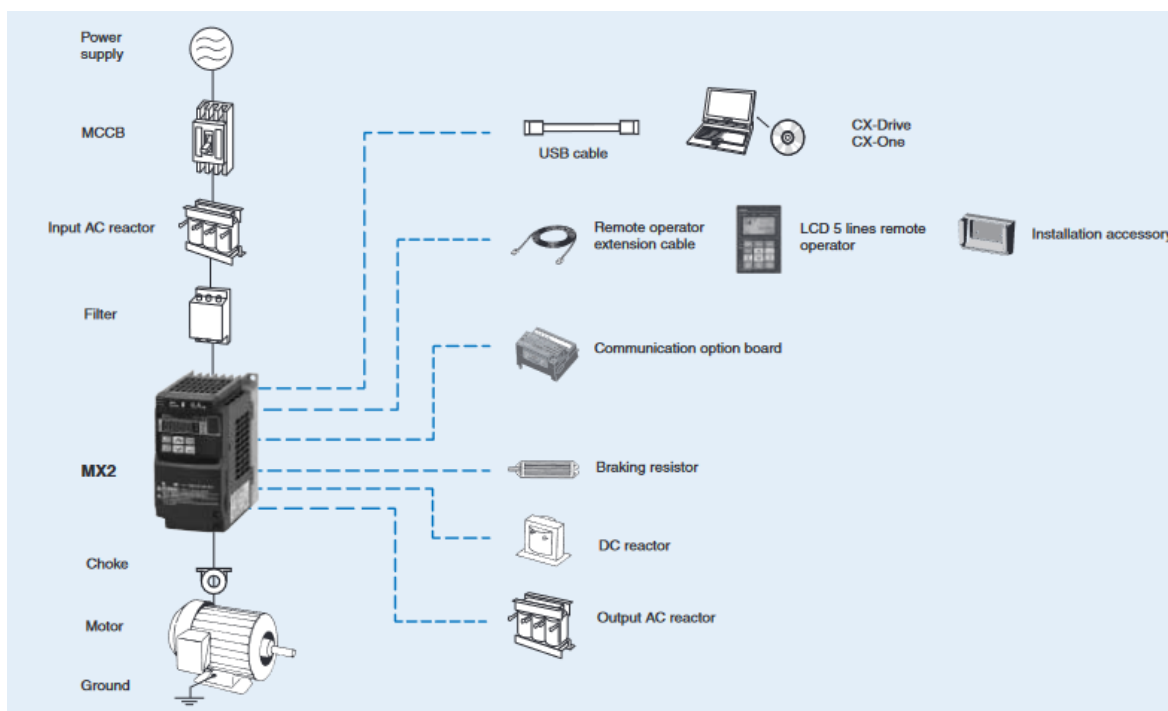 Power
supply
MCCB
USB cable
CX-Drive
CX-One
Input AC reactor
Remote operator
extension cable
LCD 5 lines remote
operator
Installation accessory
Filter
Communication option board
MX2
Braking resistor
DC reactor
Choke
Output AC reactor
Motor
Ground